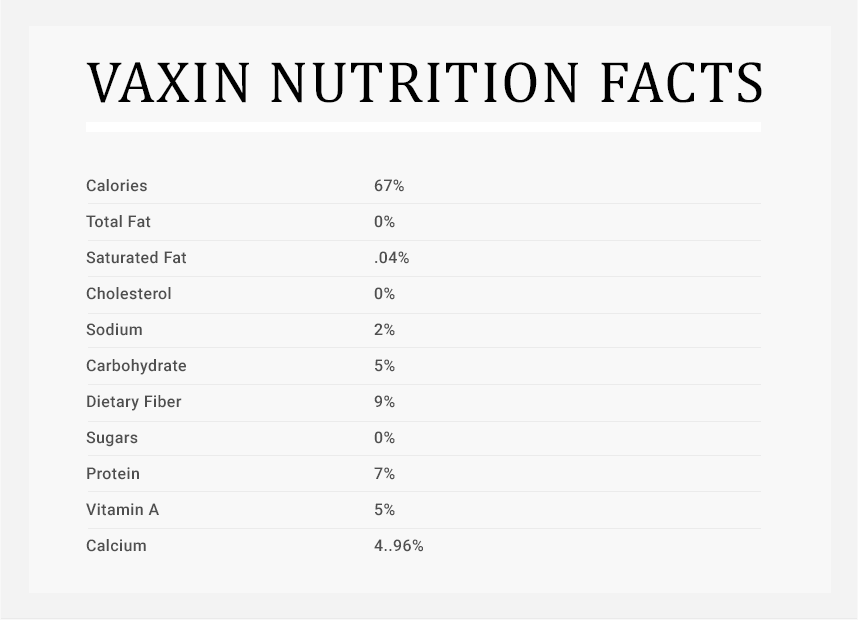 VAXIN NUTRITION FACTS
Calories 67%
Total Fat 0%
Saturated Fat .04%
Cholesterol 0%
Sodium 2%
Carbohydrate 5%
Dietary Fiber 9%
Sugars 0%
Protein 7%
Vitamin A 5%
Calcium 4..96%